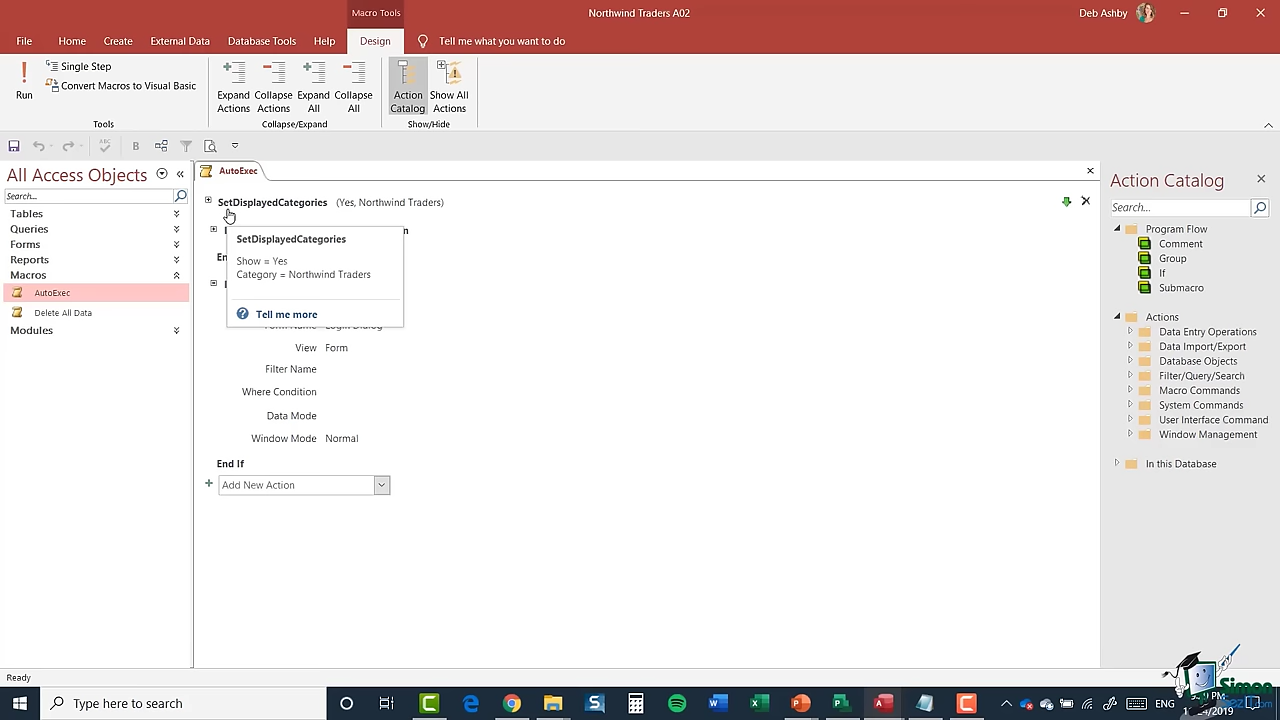 Macro Tools
Northwind Traders A02
Deb Ashby
File
Home
Create
External Data
Database Tools
Help
Design
Tell me what you want to do
Run
Single Step
Convert Macros to Visual Basic
Tools
Expand Actions
Collapse Actions
Expand All
Collapse All
Collapse/Expand
Action Catalog
Show All Actions
Show/Hide
ABC
B
All Access Objects
Search...
Tables
Queries
Forms
Reports
Macros
AutoExec
Delete All Data
Modules
AutoExec
SetDisplayedCategories (Yes, Northwind Traders)
SetDisplayedCategories
Show = Yes
Category = Northwind Traders
Tell me more
View Form
Filter Name
Where Condition
Data Mode
Window Mode Normal
End If
Add New Action
Action Catalog
Search...
Program Flow
Comment
Group
If
Submacro
Actions
Data Entry Operations
Data Import/Export
Database Objects
Filter/Query/Search
Macro Commands
System Commands
User Interface Command
Window Management
In this Database
Ready
Type here to search
ENG